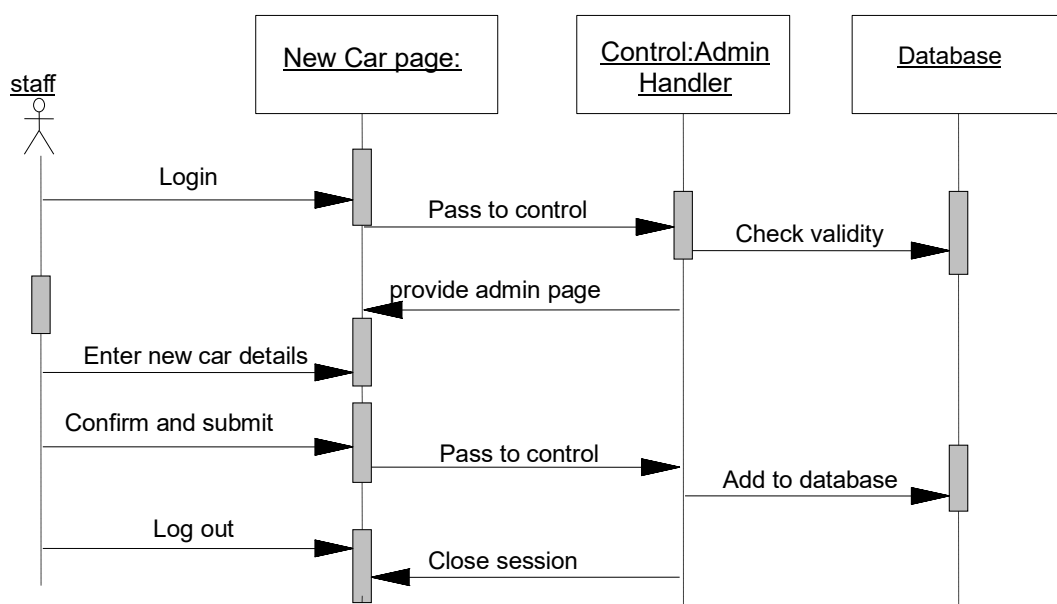 staff
New Car page:
Control:Admin
Handler
Database
Login
Pass to control
Check validity
provide admin page
Enter new car details
Confirm and submit
Pass to control
Add to database
Log out
Close session